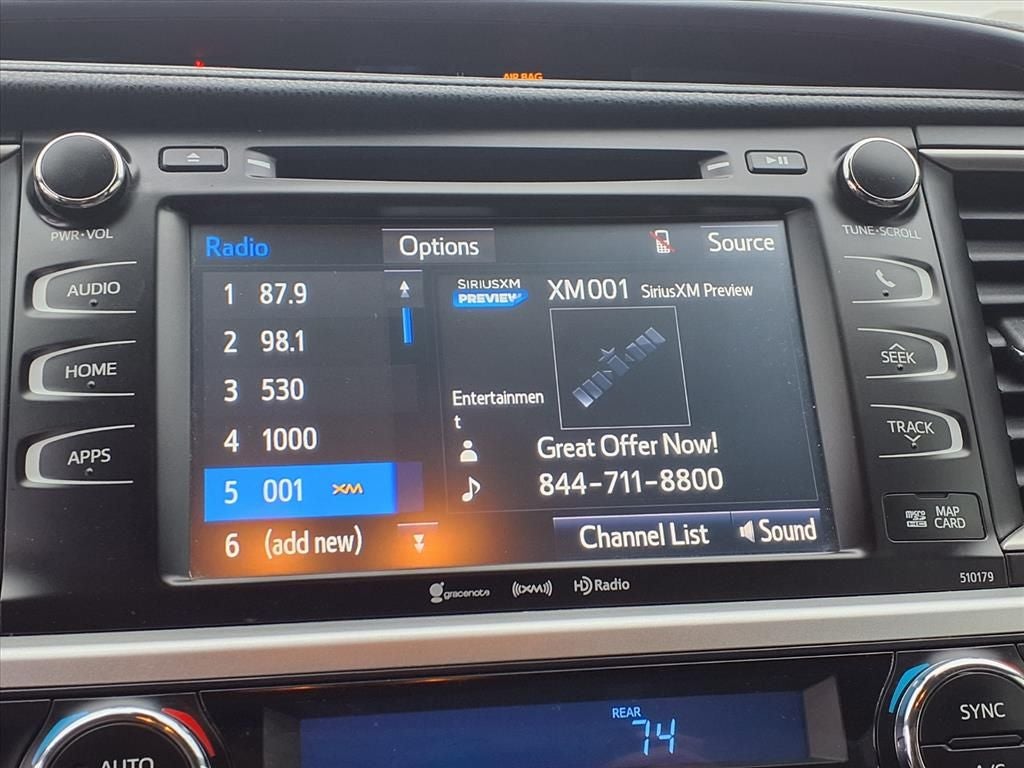 AIR BAG
PWR·VOL
TUNE·SCROLL
AUDIO
HOME
APPS
Radio
Options
Source
1 87.9
2 98.1
3 530
4 1000
5 001 XM
6 (add new)
SIRIUSXM
PREVIEW
XM001 SiriusXM Preview
Entertainmen
t
Great Offer Now!
844-711-8800
Channel List
Sound
SEEK
TRACK
micro
MAP
CARD
gracenote
((XM))
HD Radio
510179
REAR
74
AUTO
SYNC
A/C